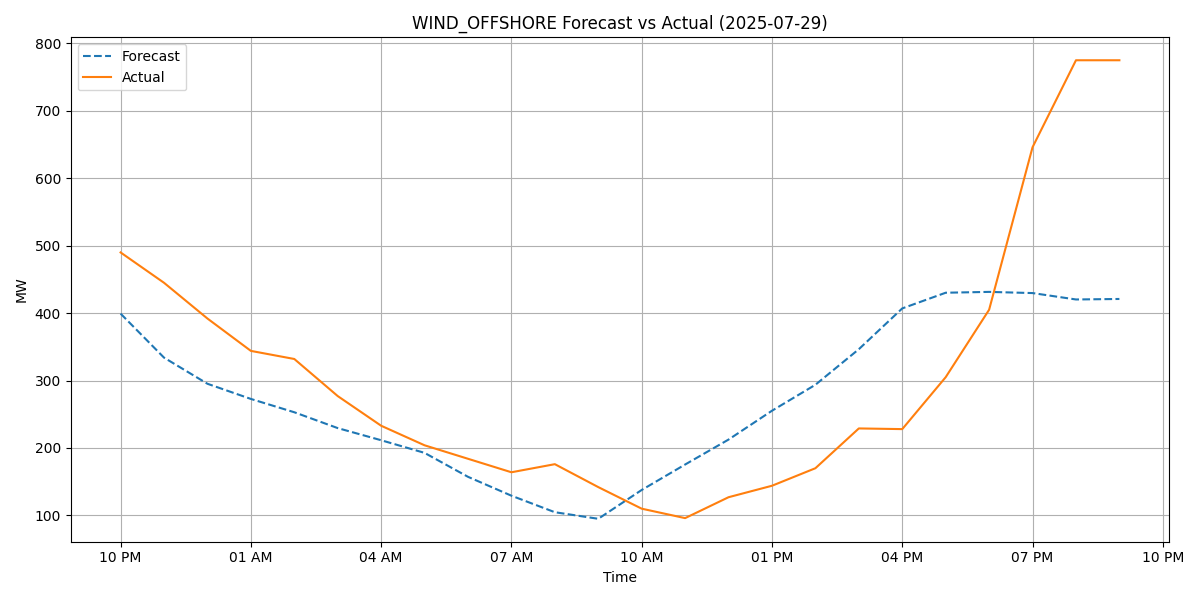 WIND_OFFSHORE Forecast vs Actual (2025-07-29)
Forecast
Actual
MW
800
700
600
500
400
300
200
100
10 PM 01 AM 04 AM 07 AM 10 AM 01 PM 04 PM 07 PM 10 PM
Time